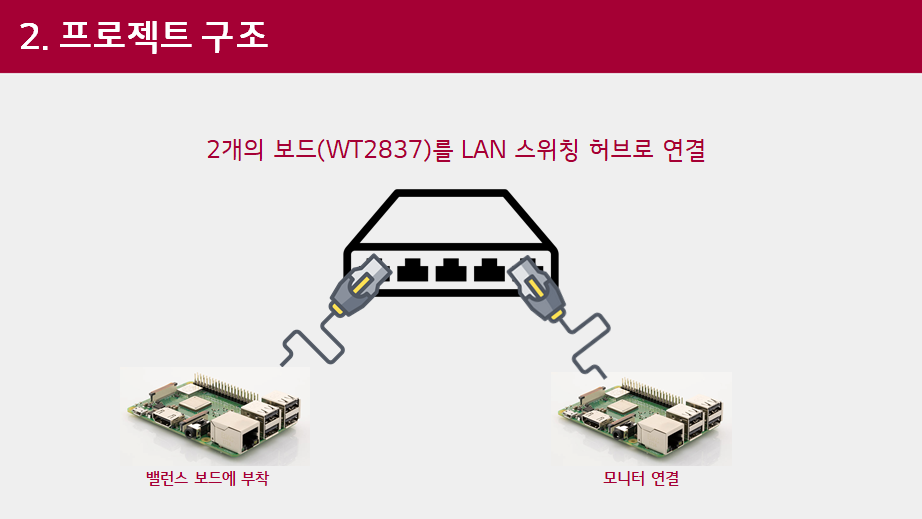 2. 프로젝트 구조
2개의 보드(WT2837)를 LAN 스위칭 허브로 연결
밸런스 보드에 부착
모니터 연결